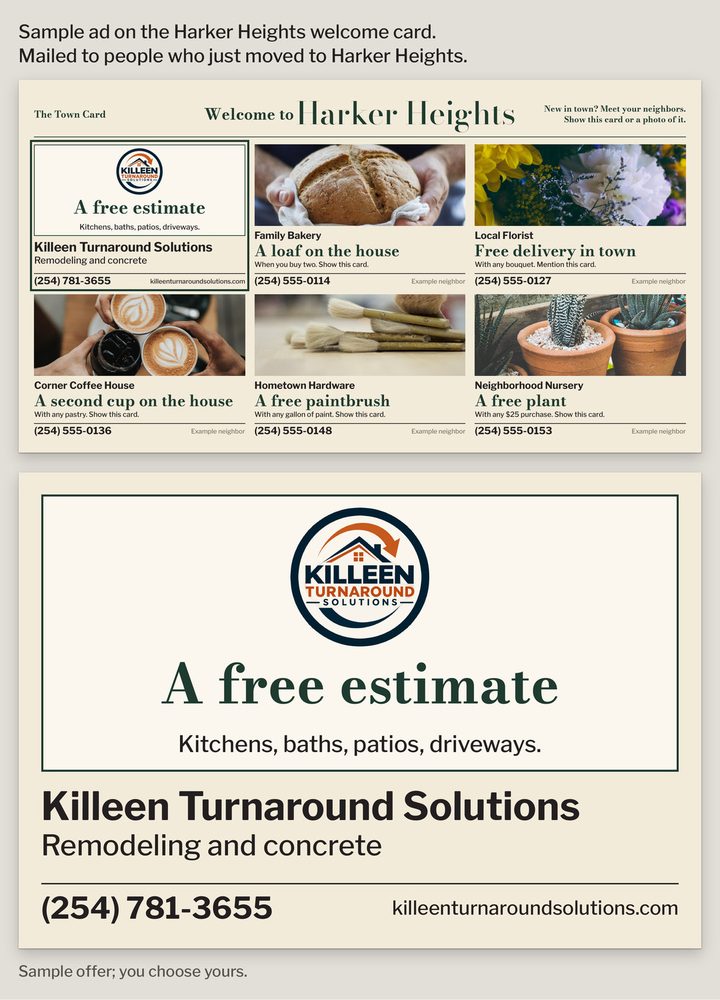 Sample ad on the Harker Heights welcome card.
Mailed to people who just moved to Harker Heights.
The Town Card
Welcome to Harker Heights
New in town? Meet your neighbors.
Show this card or a photo of it.
KILLEEN
TURNAROUND
SOLUTIONS
A free estimate
Kitchens, baths, patios, driveways.
Killeen Turnaround Solutions
Remodeling and concrete
(254) 781-3655 killeenturnaroundsolutions.com
Family Bakery
A loaf on the house
When you buy two. Show this card.
(254) 555-0114 Example neighbor
Local Florist
Free delivery in town
With any bouquet. Mention this card.
(254) 555-0127 Example neighbor
Corner Coffee House
A second cup on the house
With any pastry. Show this card.
(254) 555-0136 Example neighbor
Hometown Hardware
A free paintbrush
With any gallon of paint. Show this card.
(254) 555-0148 Example neighbor
Neighborhood Nursery
A free plant
With any $25 purchase. Show this card.
(254) 555-0153 Example neighbor
KILLEEN
TURNAROUND
SOLUTIONS
A free estimate
Kitchens, baths, patios, driveways.
Killeen Turnaround Solutions
Remodeling and concrete
(254) 781-3655 killeenturnaroundsolutions.com
Sample offer; you choose yours.